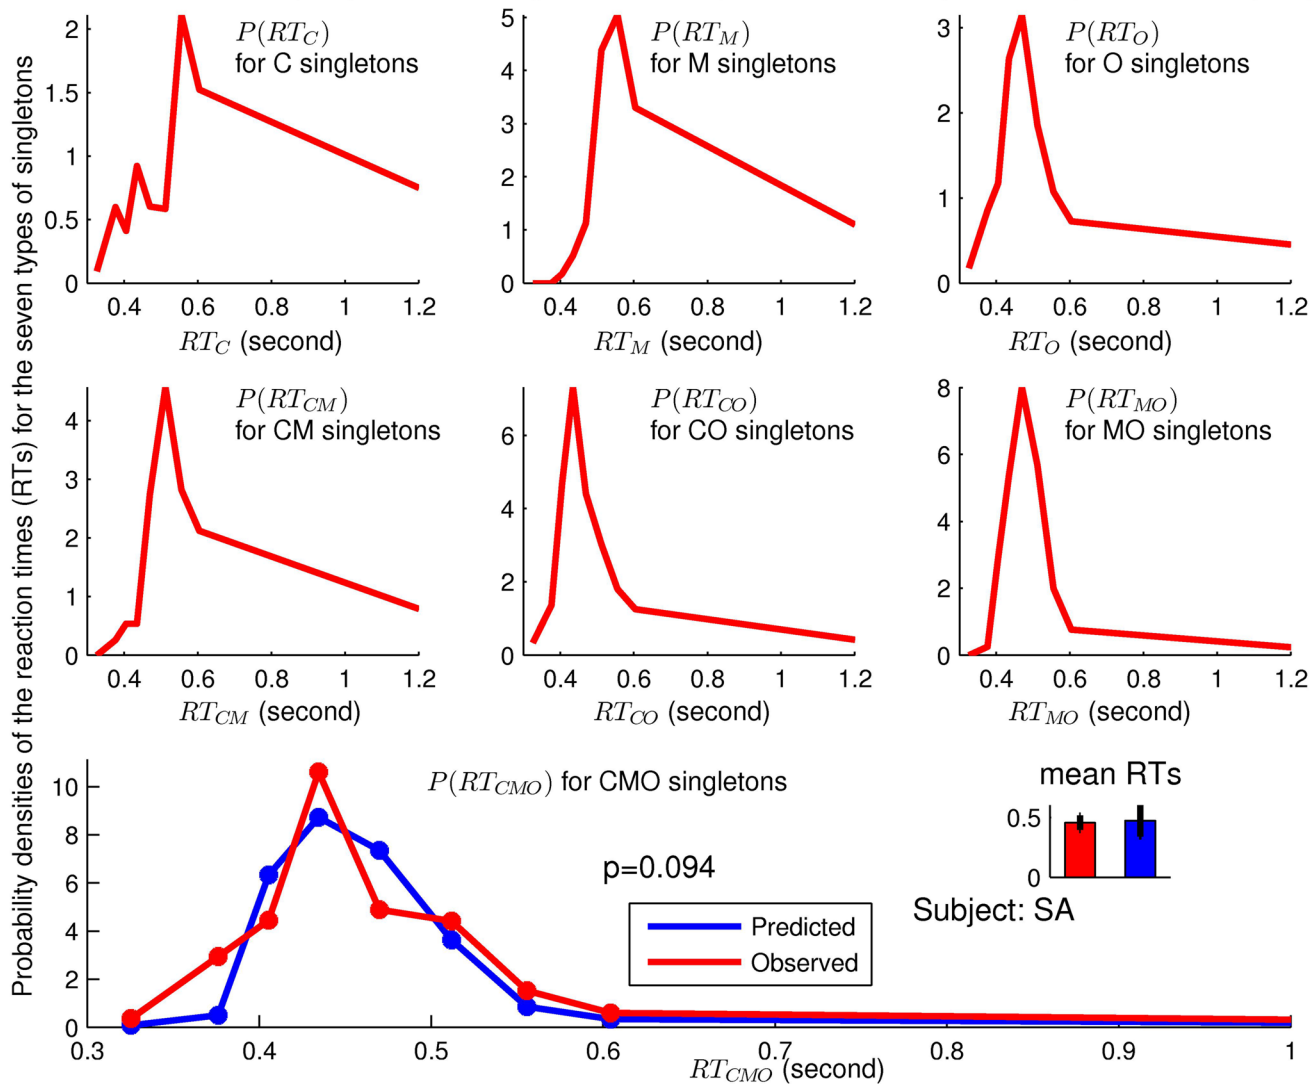 Probability densities of the reaction times (RTs) for the seven types of singletons
P(RT_C)
for C singletons
2
1.5
1
0.5
0
0.4 0.6 0.8 1 1.2
RT_C (second)
P(RT_M)
for M singletons
5
4
3
2
1
0
0.4 0.6 0.8 1 1.2
RT_M (second)
P(RT_O)
for O singletons
3
2
1
0
0.4 0.6 0.8 1 1.2
RT_O (second)
P(RT_CM)
for CM singletons
4
3
2
1
0
0.4 0.6 0.8 1 1.2
RT_CM (second)
P(RT_CO)
for CO singletons
6
4
2
0
0.4 0.6 0.8 1 1.2
RT_CO (second)
P(RT_MO)
for MO singletons
8
6
4
2
0
0.4 0.6 0.8 1 1.2
RT_MO (second)
P(RT_CMO) for CMO singletons
10
8
6
4
2
0
0.3 0.4 0.5 0.6 0.7 0.8 0.9 1
RT_CMO (second)
p=0.094
Predicted
Observed
mean RTs
0.5
0
Subject: SA